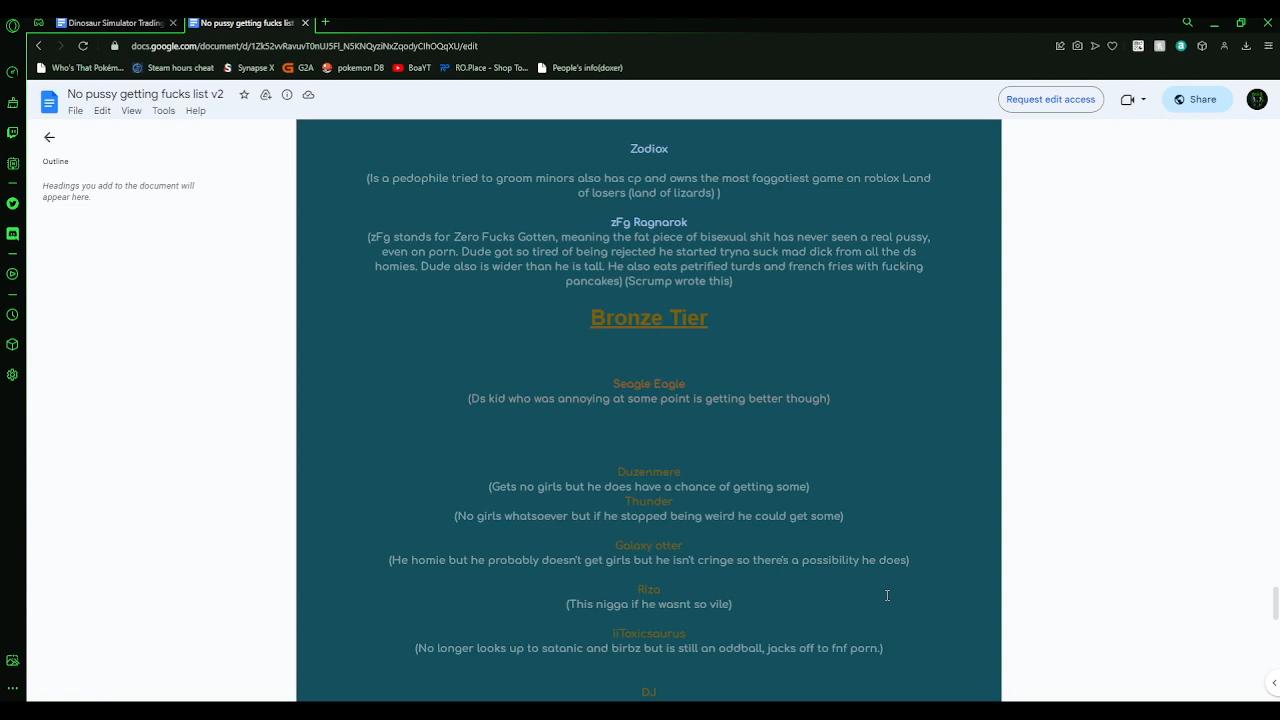 Dinosaur Simulator Trading
No pussy getting fucks list
docs.google.com/document/d/1Zk52vvRavuvT0nUJ5Fl_N5KNQyziNxZqodyClhOQqXU/edit
Who's That Pokém... Steam hours cheat Synapse X G2A pokemon DB BoaYT RO.Place - Shop To... People's info(doxer)
No pussy getting fucks list v2
File Edit View Tools Help
Request edit access
Share
Outline
Headings you add to the document will
appear here.
Zodiox
(Is a pedophile tried to groom minors also has cp and owns the most faggotiest game on roblox Land
of losers (land of lizards) )
zFg Ragnarok
(zFg stands for Zero Fucks Gotten, meaning the fat piece of bisexual shit has never seen a real pussy,
even on porn. Dude got so tired of being rejected he started tryna suck mad dick from all the ds
homies. Dude also is wider than he is tall. He also eats petrified turds and french fries with fucking
pancakes) (Scrump wrote this)
Bronze Tier
Seagle Eagle
(Ds kid who was annoying at some point is getting better though)
Duzenmere
(Gets no girls but he does have a chance of getting some)
Thunder
(No girls whatsoever but if he stopped being weird he could get some)
Galaxy otter
(He homie but he probably doesn't get girls but he isn't cringe so there's a possibility he does)
Riza
(This nigga if he wasnt so vile)
iiToxicsaurus
(No longer looks up to satanic and birbz but is still an oddball, jacks off to fnf porn.)
DJ